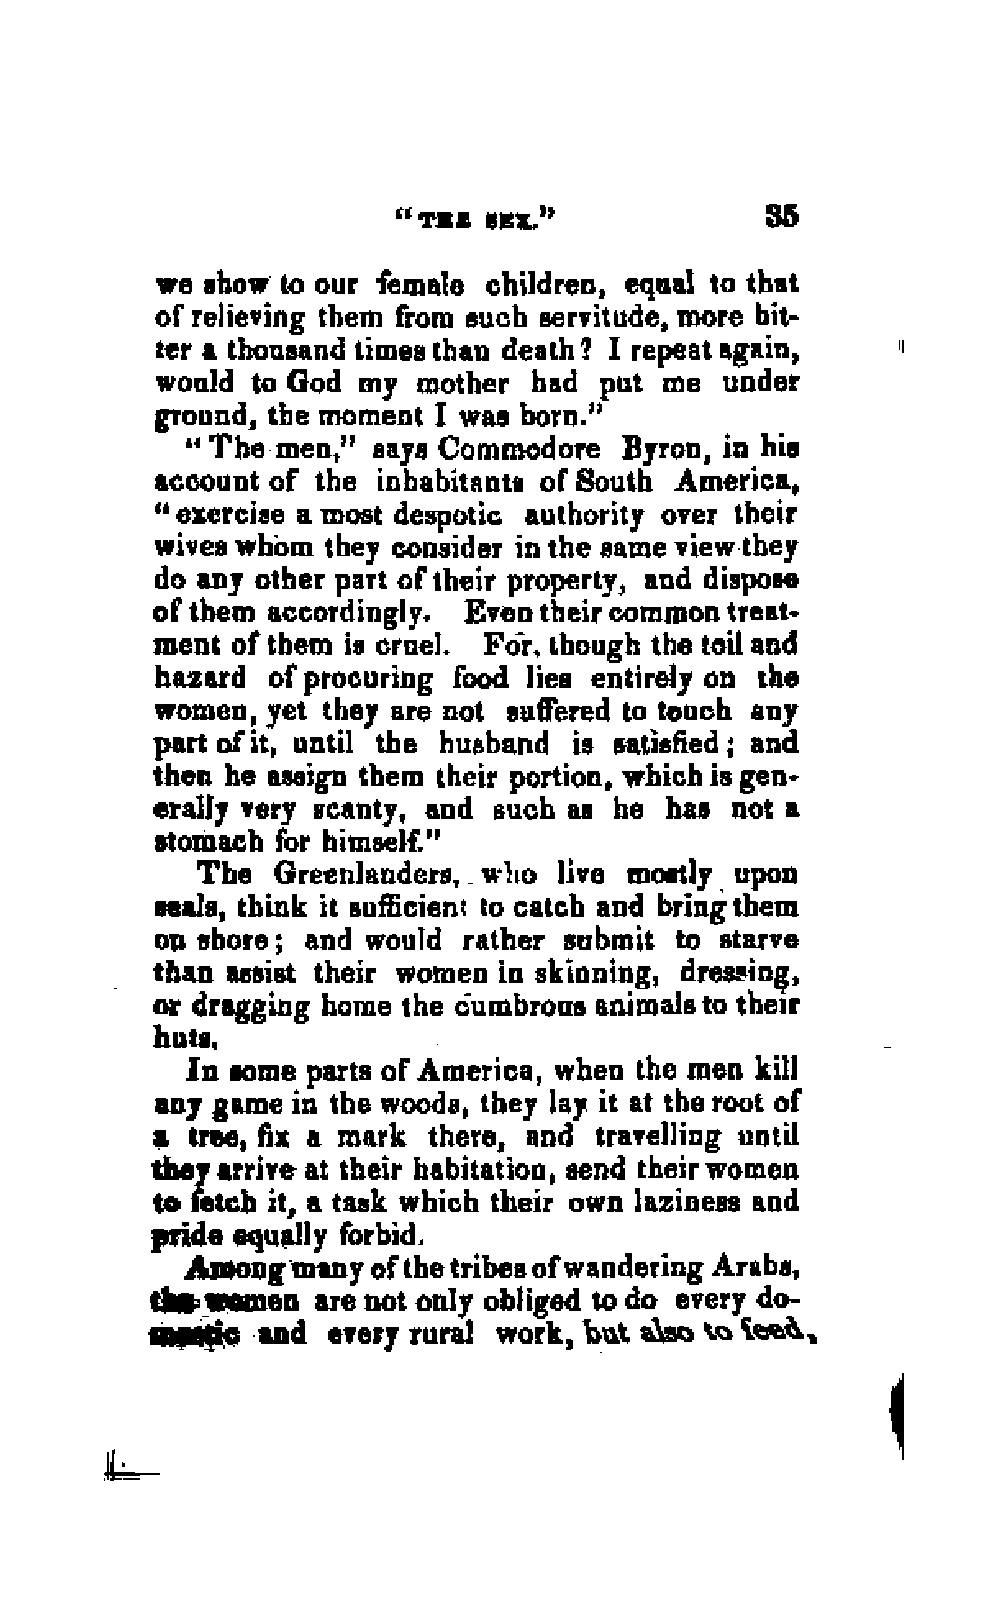 "THE SEX." 35
we show to our female children, equal to that
of relieving them from such servitude, more bit-
ter a thousand times than death? I repeat again,
would to God my mother had put me under
ground, the moment I was born."
"The men," says Commodore Byron, in his
account of the inhabitants of South America,
"exercise a most despotic authority over their
wives whom they consider in the same view they
do any other part of their property, and dispose
of them accordingly. Even their common treat-
ment of them is cruel. For, though the toil and
hazard of procuring food lies entirely on the
women, yet they are not suffered to touch any
part of it, until the husband is satisfied; and
then he assign them their portion, which is gen-
erally very scanty, and such as he has not a
stomach for himself."
The Greenlanders, who live mostly upon
seals, think it sufficient to catch and bring them
on shore; and would rather submit to starve
than assist their women in skinning, dressing,
or dragging home the cumbrous animals to their
huts.
In some parts of America, when the men kill
any game in the woods, they lay it at the root of
a tree, fix a mark there, and travelling until
they arrive at their habitation, send their women
to fetch it, a task which their own laziness and
pride equally forbid.
Among many of the tribes of wandering Arabs,
the women are not only obliged to do every do-
mestic and every rural work, but also to feed,